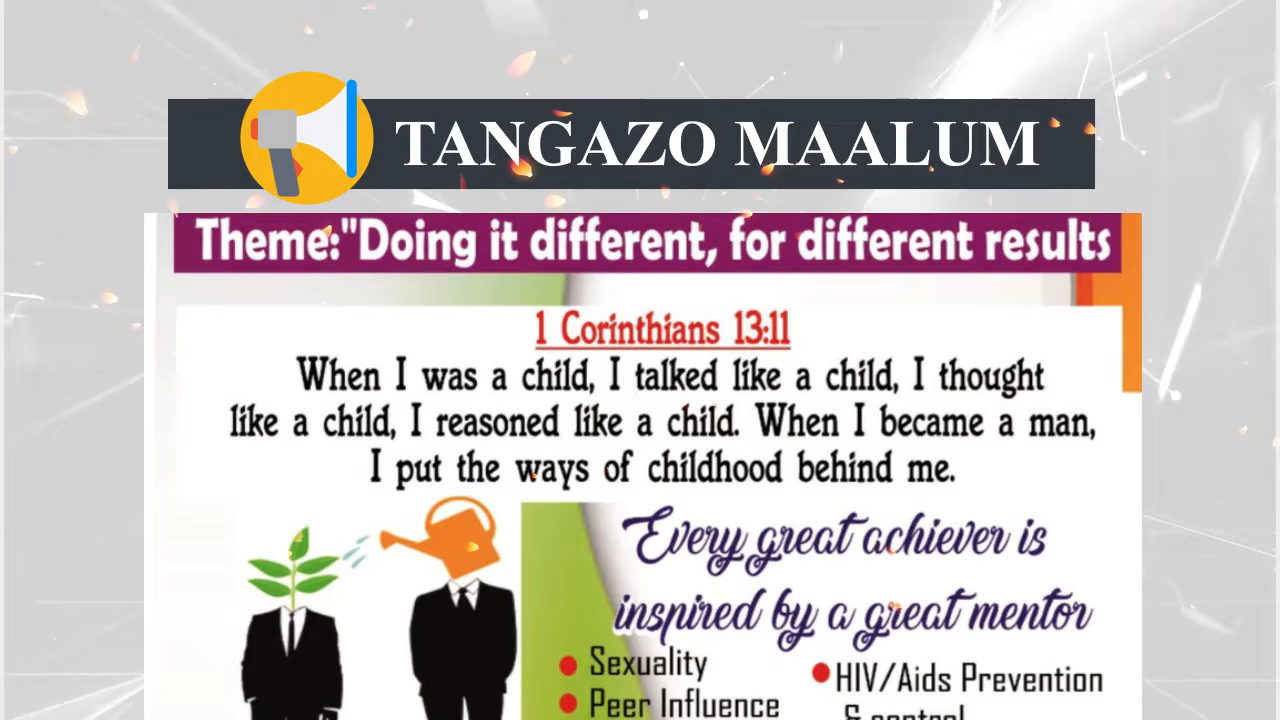 TANGAZO MAALUM
Theme:"Doing it different, for different results
1 Corinthians 13:11
When I was a child, I talked like a child, I thought
like a child, I reasoned like a child. When I became a man,
I put the ways of childhood behind me.
Every great achiever is
inspired by a great mentor
Sexuality
HIV/Aids Prevention
& control
Peer Influence